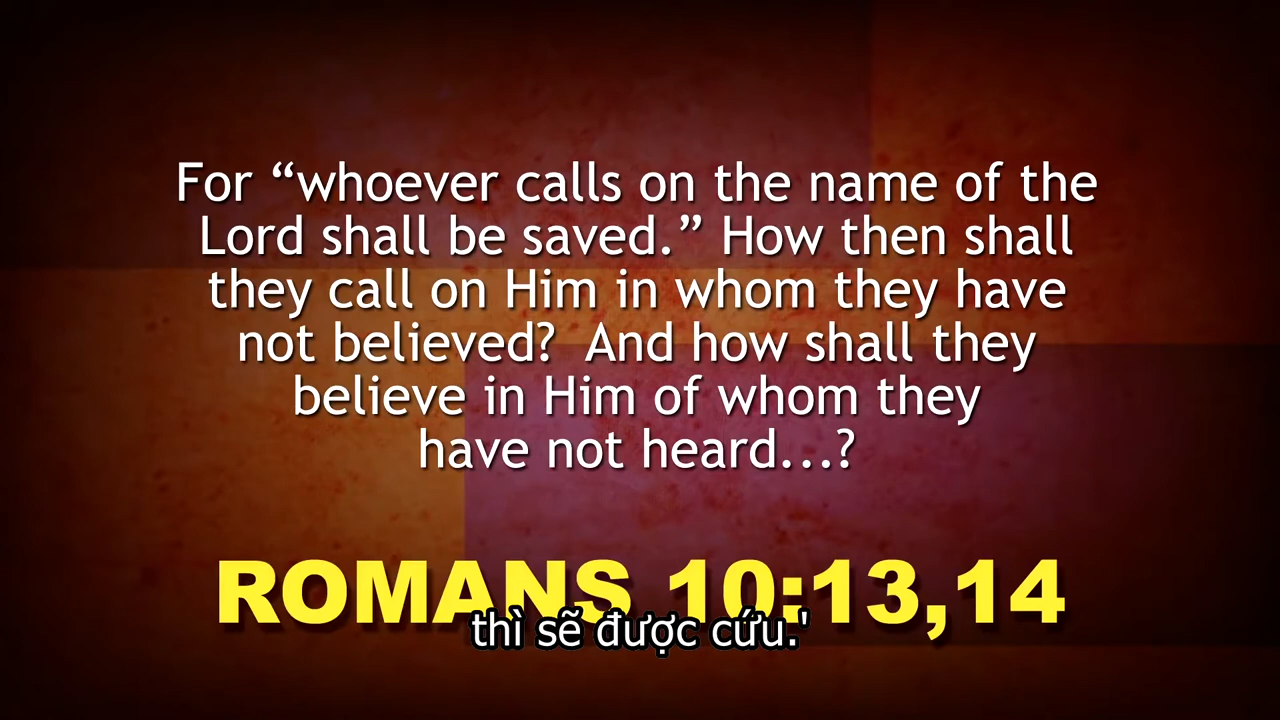 For “whoever calls on the name of the
Lord shall be saved.” How then shall
they call on Him in whom they have
not believed?  And how shall they
believe in Him of whom they
have not heard...?
ROMANS 10:13,14
thì sẽ được cứu.'